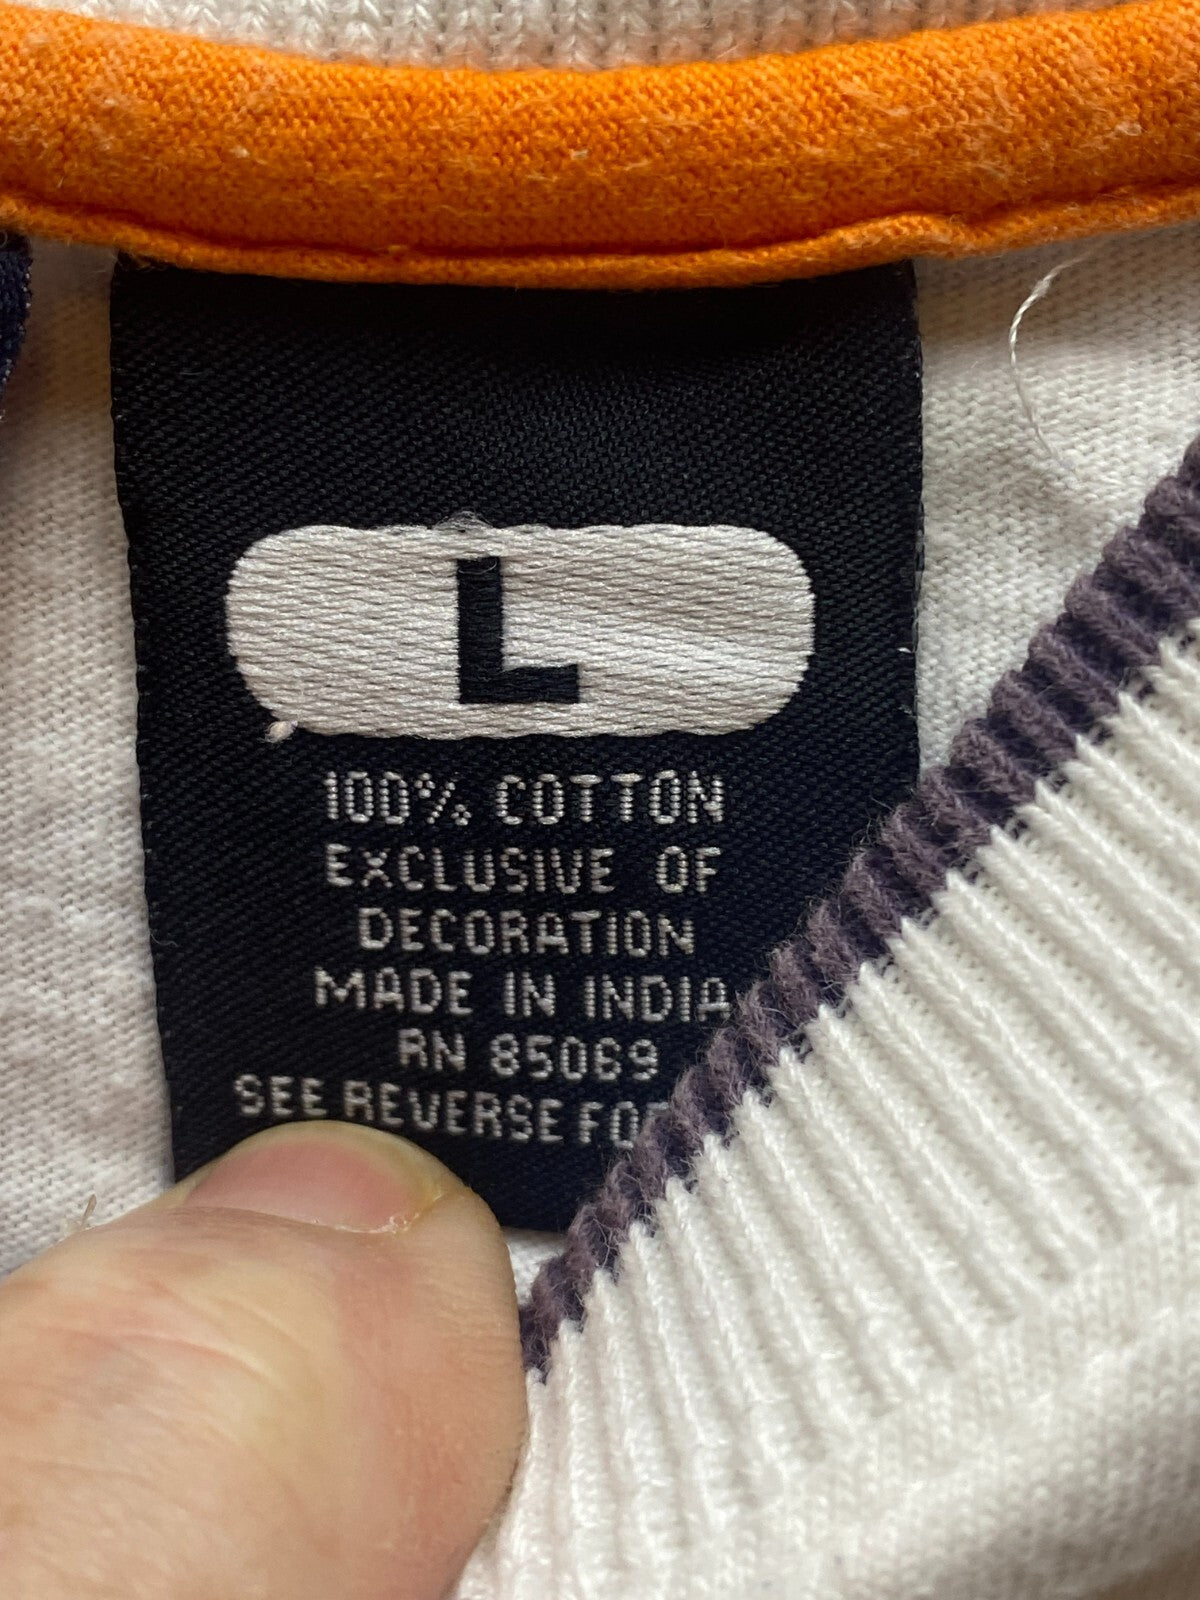 L
100% COTTON
EXCLUSIVE OF
DECORATION
MADE IN INDIA
RN 85069
SEE REVERSE